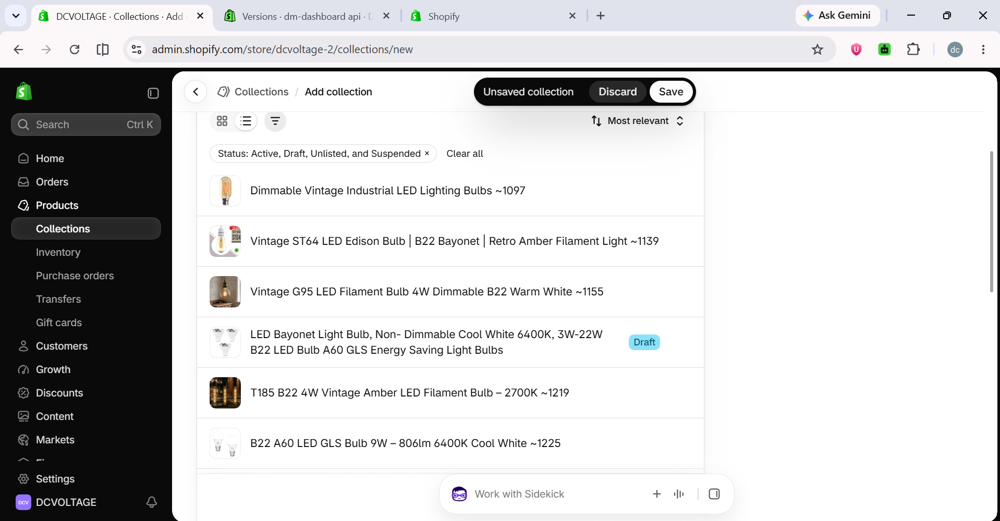 DCVOLTAGE · Collections · Add
Versions · dm-dashboard api · D
Shopify
Ask Gemini
admin.shopify.com/store/dcvoltage-2/collections/new
dc
Search
Ctrl K
Home
Orders
Products
Collections
Inventory
Purchase orders
Transfers
Gift cards
Customers
Growth
Discounts
Content
Markets
Settings
DCV
DCVOLTAGE
Collections / Add collection
Unsaved collection
Discard
Save
Most relevant
Status: Active, Draft, Unlisted, and Suspended ×
Clear all
Dimmable Vintage Industrial LED Lighting Bulbs ~1097
Vintage ST64 LED Edison Bulb | B22 Bayonet | Retro Amber Filament Light ~1139
Vintage G95 LED Filament Bulb 4W Dimmable B22 Warm White ~1155
LED Bayonet Light Bulb, Non- Dimmable Cool White 6400K, 3W-22W
B22 LED Bulb A60 GLS Energy Saving Light Bulbs
Draft
T185 B22 4W Vintage Amber LED Filament Bulb – 2700K ~1219
B22 A60 LED GLS Bulb 9W – 806lm 6400K Cool White ~1225
Work with Sidekick